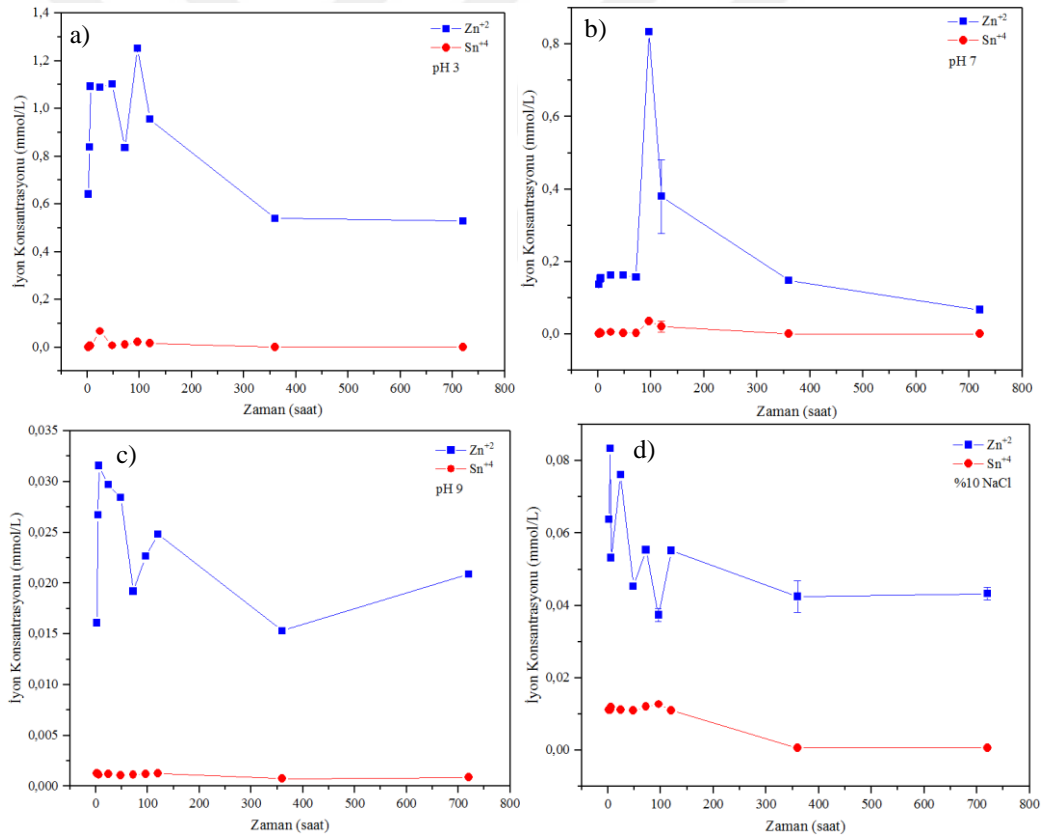 a)
Zn+2
Sn+4
pH 3
1,4
1,2
1,0
0,8
0,6
0,4
0,2
0,0
İyon Konsantrasyonu (mmol/L)
0 100 200 300 400 500 600 700 800
Zaman (saat)
b)
Zn+2
Sn+4
pH 7
0,8
0,6
0,4
0,2
0,0
İyon Konsantrasyonu (mmol/L)
0 100 200 300 400 500 600 700 800
Zaman (saat)
c)
Zn+2
Sn+4
pH 9
0,035
0,030
0,025
0,020
0,015
0,010
0,005
0,000
İyon Konsantrasyonu (mmol/L)
0 100 200 300 400 500 600 700 800
Zaman (saat)
d)
Zn+2
Sn+4
%10 NaCl
0,08
0,06
0,04
0,02
0,00
İyon Konsantrasyonu (mmol/L)
0 100 200 300 400 500 600 700 800
Zaman (saat)